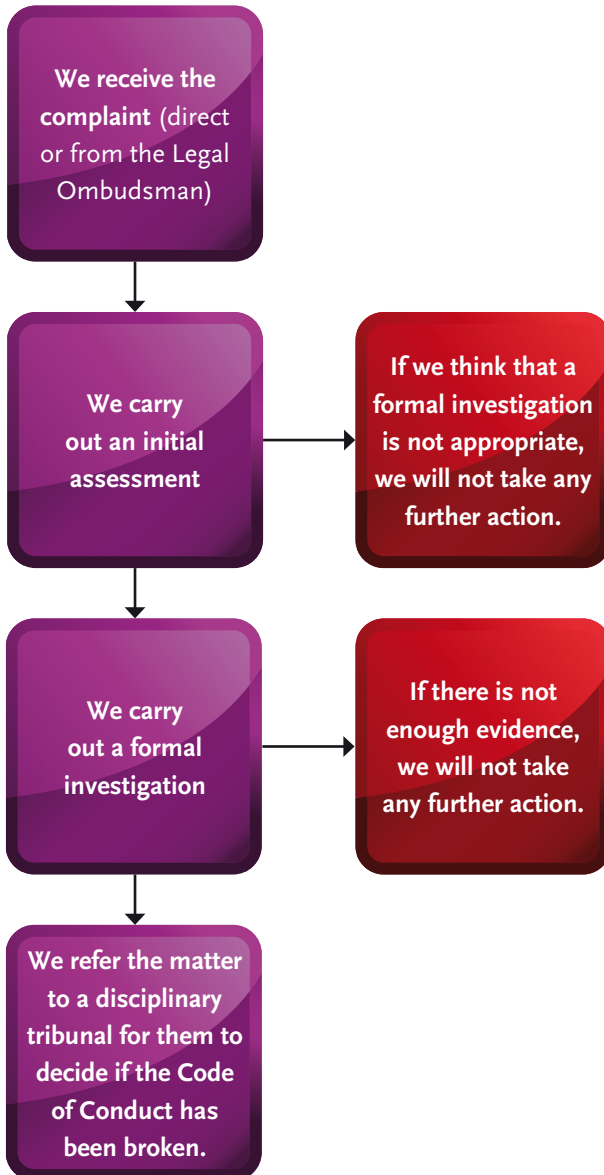 We receive the
complaint (direct
or from the Legal
Ombudsman)
We carry
out an initial
assessment
If we think that a
formal investigation
is not appropriate,
we will not take any
further action.
We carry
out a formal
investigation
If there is not
enough evidence,
we will not take
any further action.
We refer the matter
to a disciplinary
tribunal for them to
decide if the Code
of Conduct has
been broken.